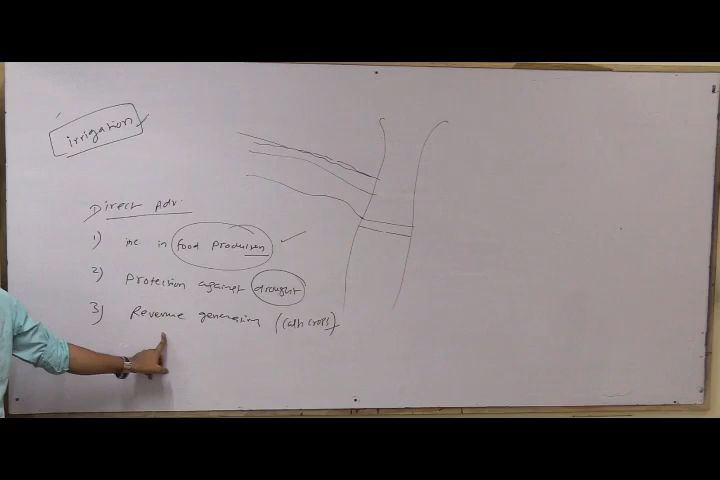 irrigation
Direct Adv.
1) inc in food production
2) Protection against drought
3) Revenue generation (cash crops)